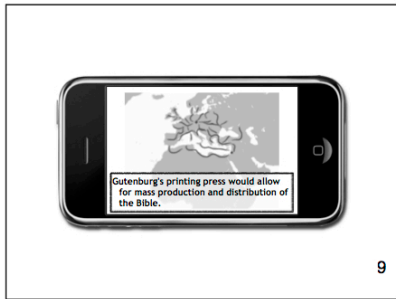 Gutenburg's printing press would allow
for mass production and distribution of
the Bible.
9